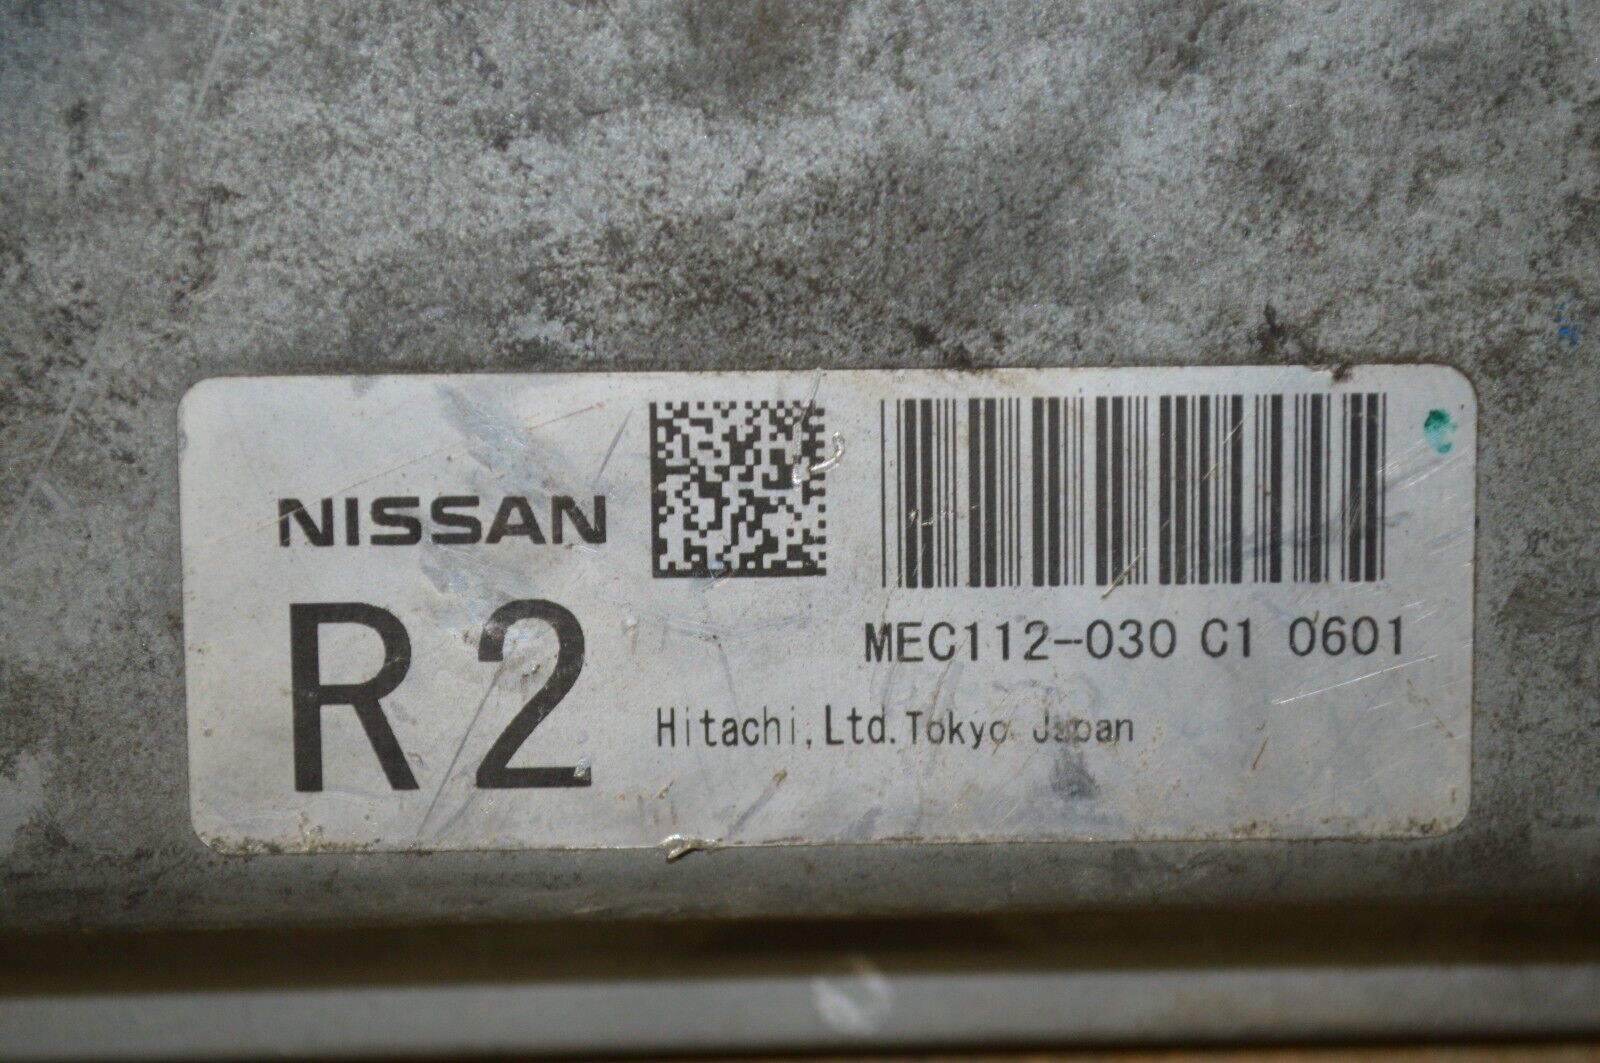 NISSAN
R2
MEC112-030 C1 0601
Hitachi, Ltd. Tokyo Japan